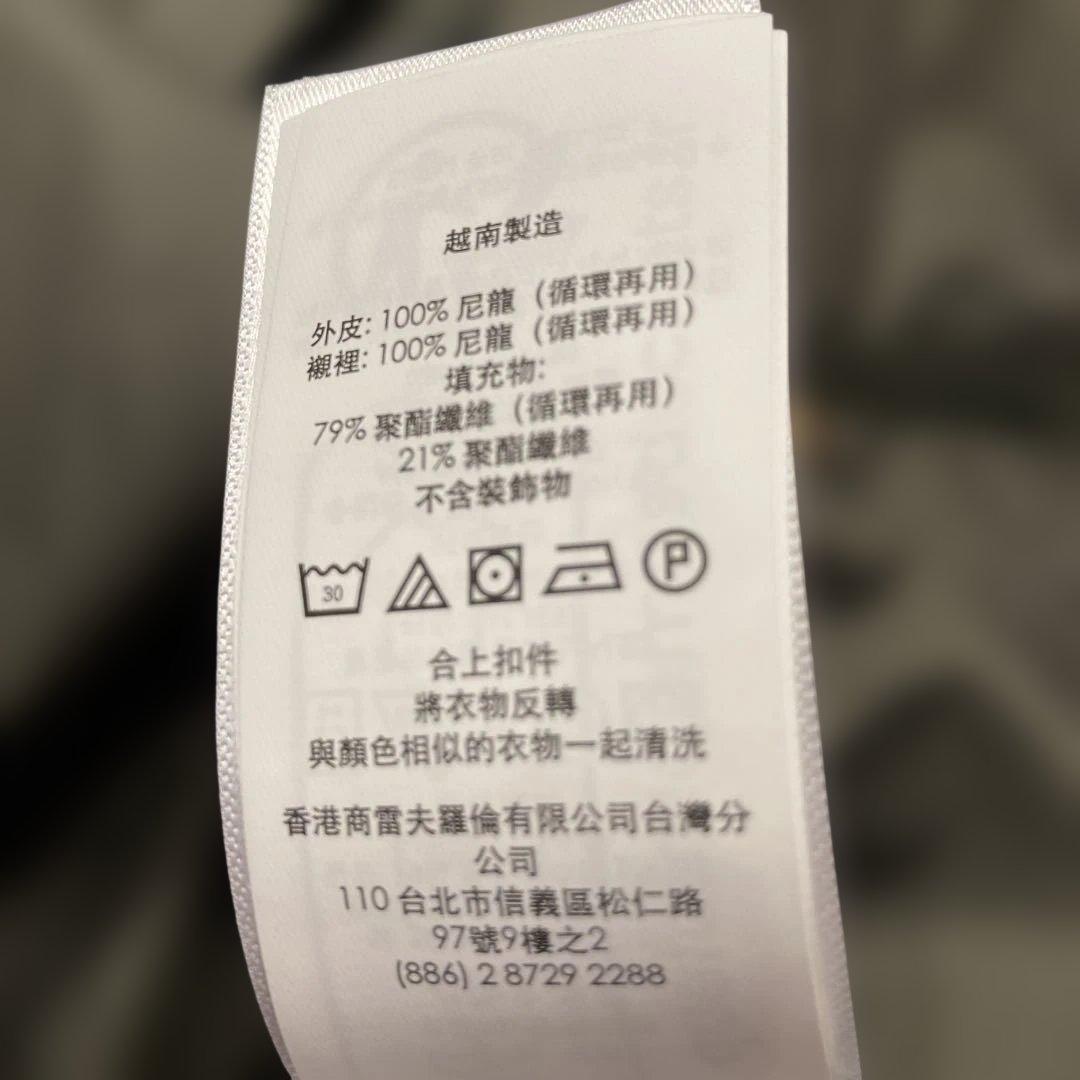 越南製造
外皮: 100% 尼龍（循環再用）
襯裡: 100% 尼龍（循環再用）
填充物:
79% 聚酯纖維（循環再用）
21% 聚酯纖維
不含裝飾物
30
P
合上扣件
將衣物反轉
與顏色相似的衣物一起清洗
香港商雷夫羅倫有限公司台灣分
公司
110 台北市信義區松仁路
97號9樓之2
(886) 2 8729 2288